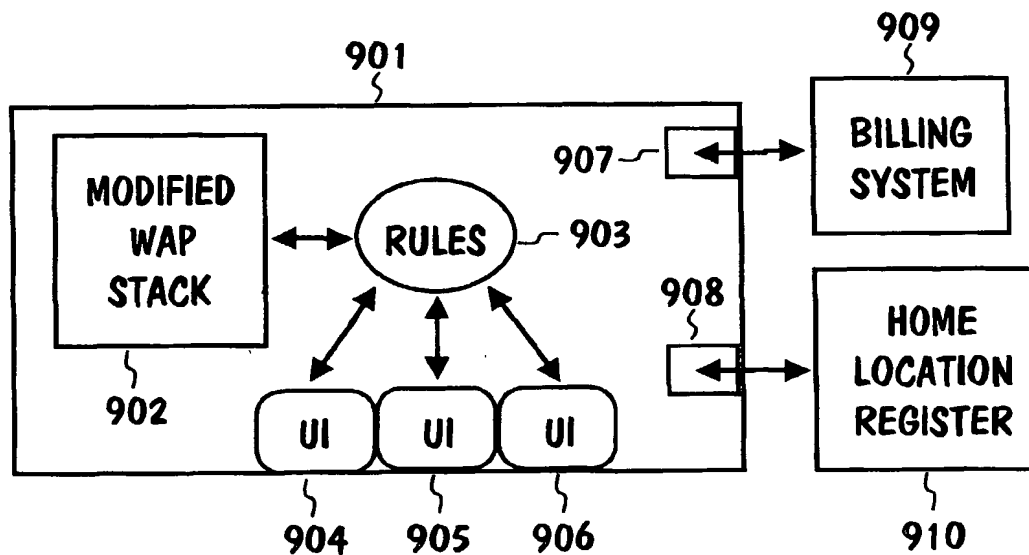 901
909
MODIFIED
WAP
STACK
RULES
903
907
BILLING
SYSTEM
908
HOME
LOCATION
REGISTER
902
UI
UI
UI
904
905
906
910